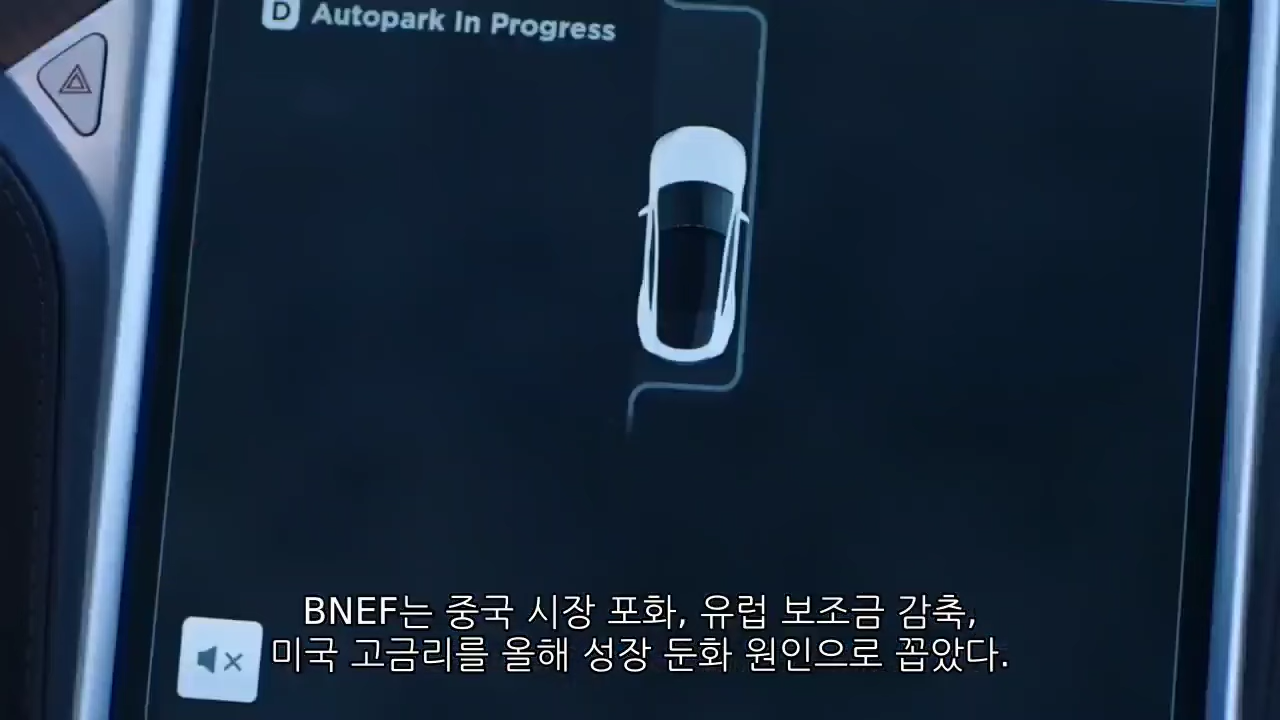 D Autopark In Progress
BNEF는 중국 시장 포화, 유럽 보조금 감축,
미국 고금리를 올해 성장 둔화 원인으로 꼽았다.